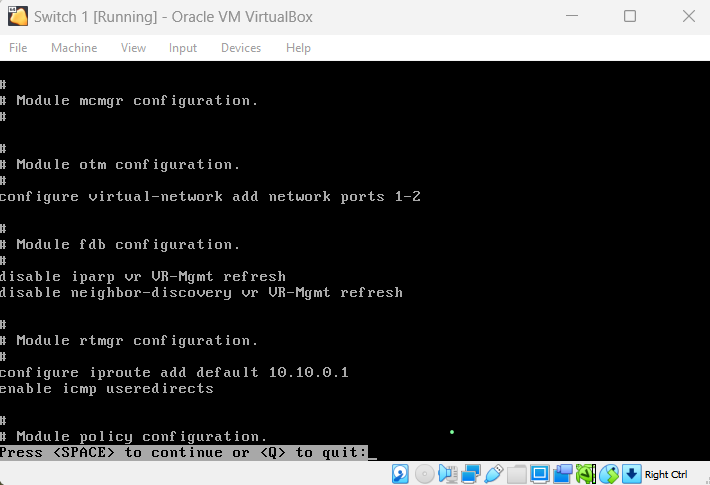 Switch 1 [Running] - Oracle VM VirtualBox
File Machine View Input Devices Help
#
# Module mcmgr configuration.
#
#
# Module otm configuration.
#
configure virtual-network add network ports 1-2
#
# Module fdb configuration.
#
disable iparp vr VR-Mgmt refresh
disable neighbor-discovery vr VR-Mgmt refresh
#
# Module rtmgr configuration.
#
configure iproute add default 10.10.0.1
enable icmp useredirects
#
# Module policy configuration.
Press <SPACE> to continue or <Q> to quit:_
Right Ctrl